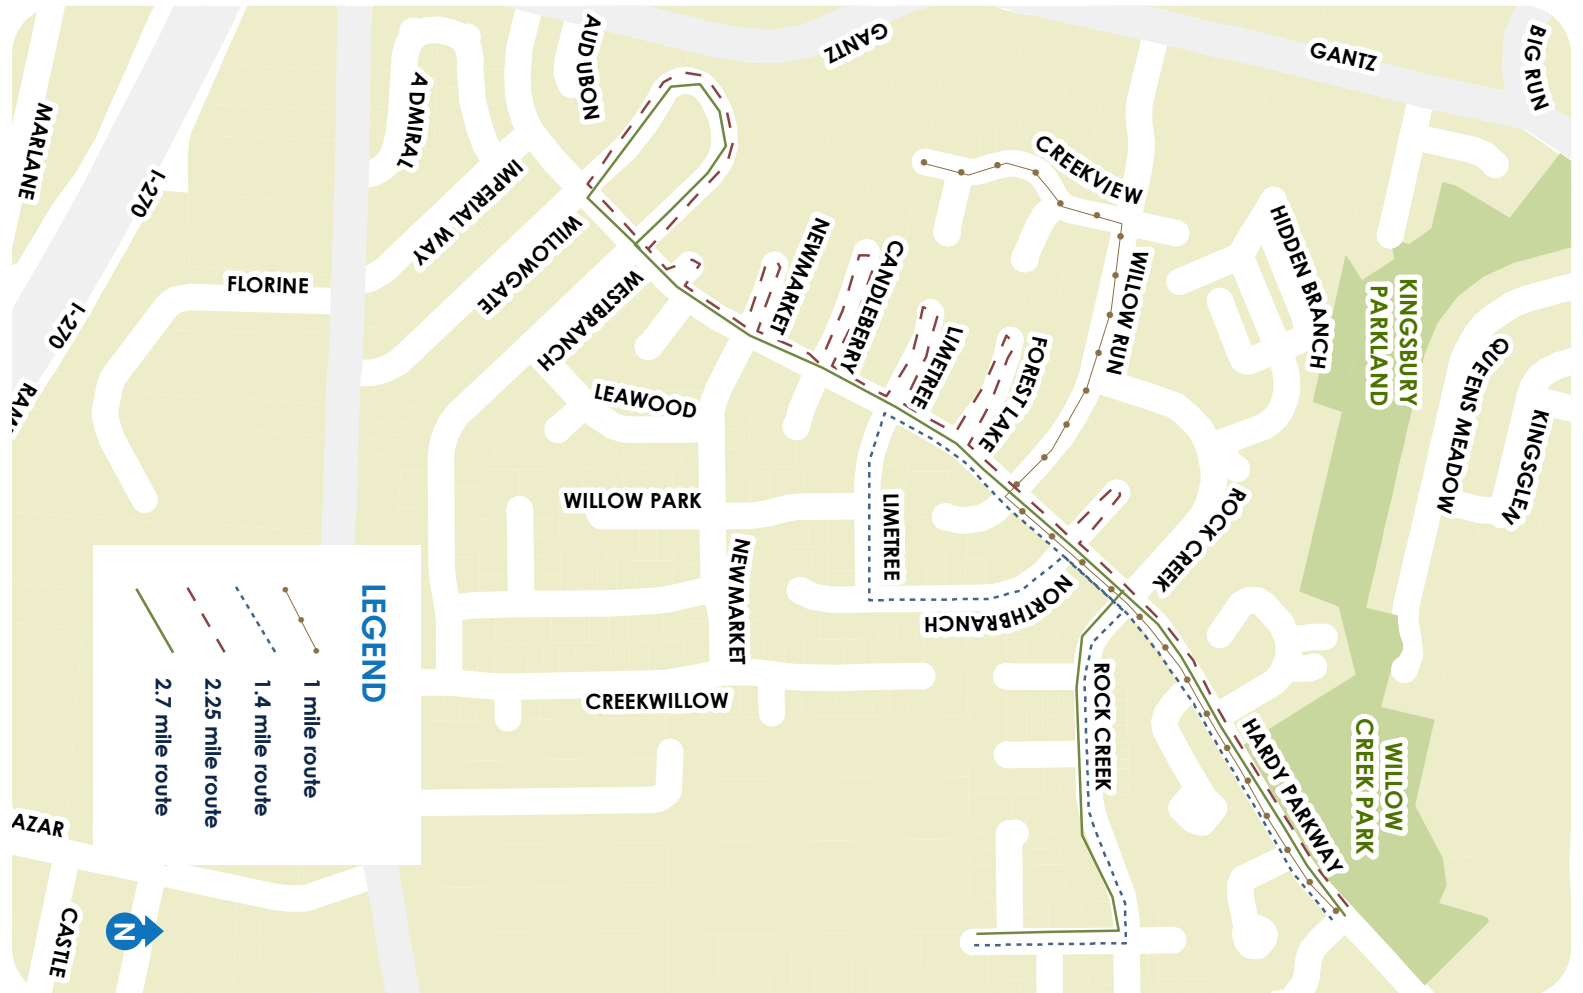 AUDUBON
GANTZ
GANTZ
BIG RUN
MARLANE
I-270
ADMIRAL
IMPERIAL WAY
WILLOWGATE
WESTBRANCH
CREEKVIEW
HIDDEN BRANCH
WILLOW RUN
NEWMARKET
CANDLEBERRY
LIMETREE
FOREST LAKE
KINGSBURY
PARKLAND
QUEENS MEADOW
KINGSGLEN
FLORINE
I-270
RAM
LEAWOOD
WILLOW PARK
LIMETREE
ROCK CREEK
NEWMARKET
NORTHBRANCH
CREEKWILLOW
ROCK CREEK
HARDY PARKWAY
WILLOW
CREEK PARK
LEGEND
1 mile route
1.4 mile route
2.25 mile route
2.7 mile route
AZAR
CASTLE
N